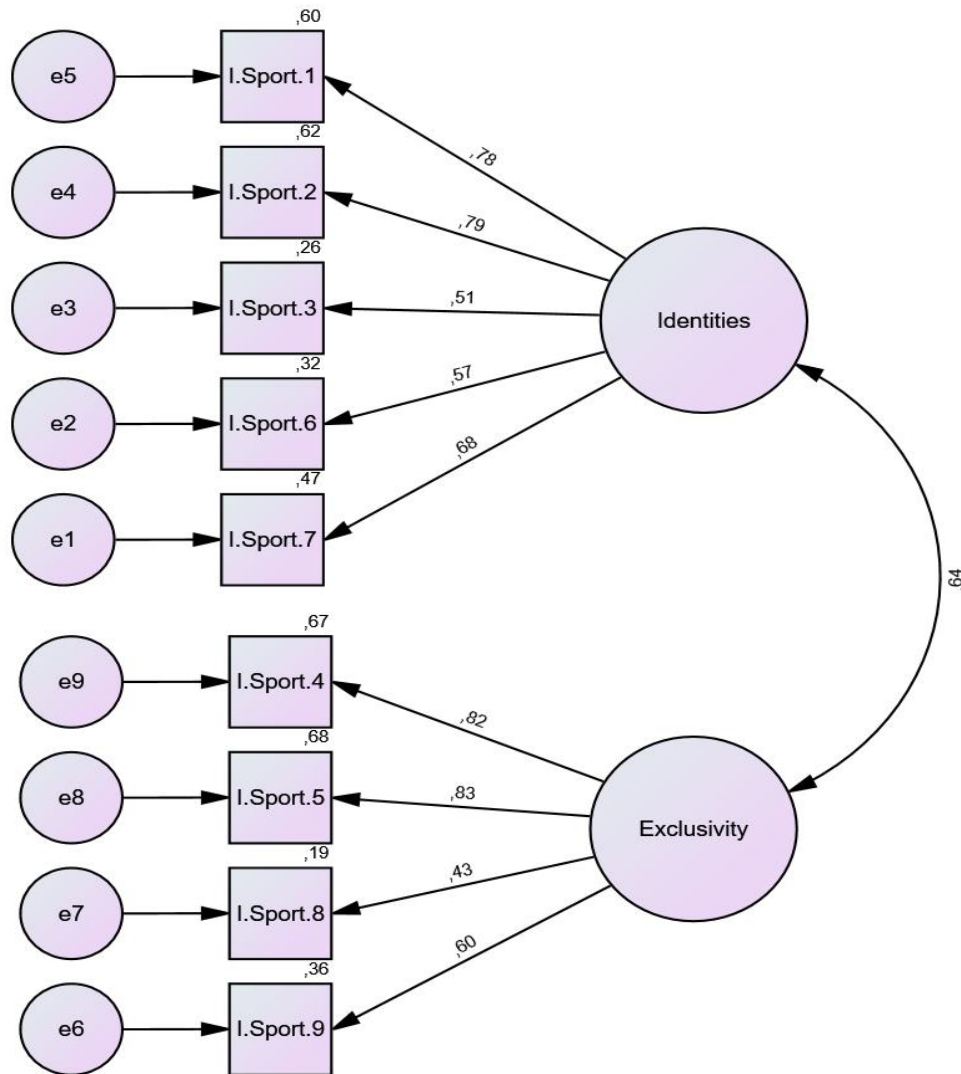 ,60
e5
I.Sport.1
,78
,62
e4
I.Sport.2
,79
,26
e3
I.Sport.3
,51
Identities
,32
e2
I.Sport.6
,57
,47
e1
I.Sport.7
,68
,64
,67
e9
I.Sport.4
,82
,68
e8
I.Sport.5
,83
Exclusivity
,19
e7
I.Sport.8
,43
,36
e6
I.Sport.9
,60